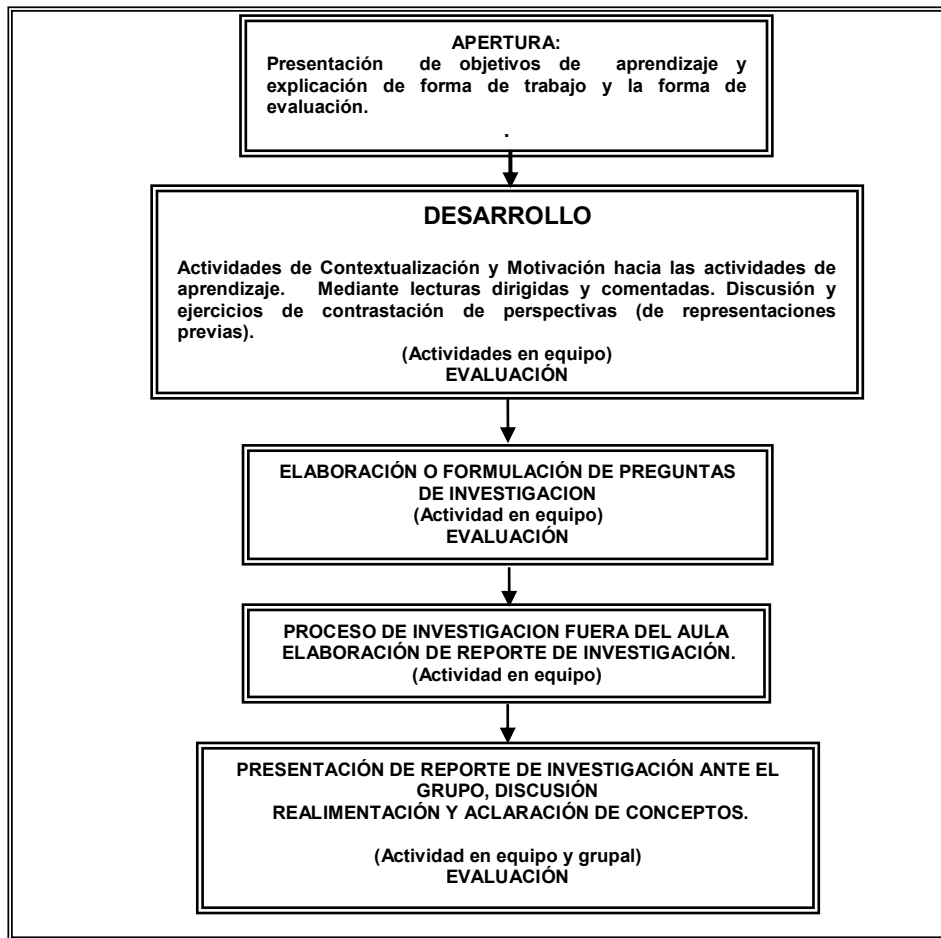 APERTURA:
Presentación de objetivos de aprendizaje y
explicación de forma de trabajo y la forma de
evaluación.
.
DESARROLLO
Actividades de Contextualización y Motivación hacia las actividades de
aprendizaje. Mediante lecturas dirigidas y comentadas. Discusión y
ejercicios de contrastación de perspectivas (de representaciones
previas).
(Actividades en equipo)
EVALUACIÓN
ELABORACIÓN O FORMULACIÓN DE PREGUNTAS
DE INVESTIGACION
(Actividad en equipo)
EVALUACIÓN
PROCESO DE INVESTIGACION FUERA DEL AULA
ELABORACIÓN DE REPORTE DE INVESTIGACIÓN.
(Actividad en equipo)
PRESENTACIÓN DE REPORTE DE INVESTIGACIÓN ANTE EL
GRUPO, DISCUSIÓN
REALIMENTACIÓN Y ACLARACIÓN DE CONCEPTOS.
(Actividad en equipo y grupal)
EVALUACIÓN